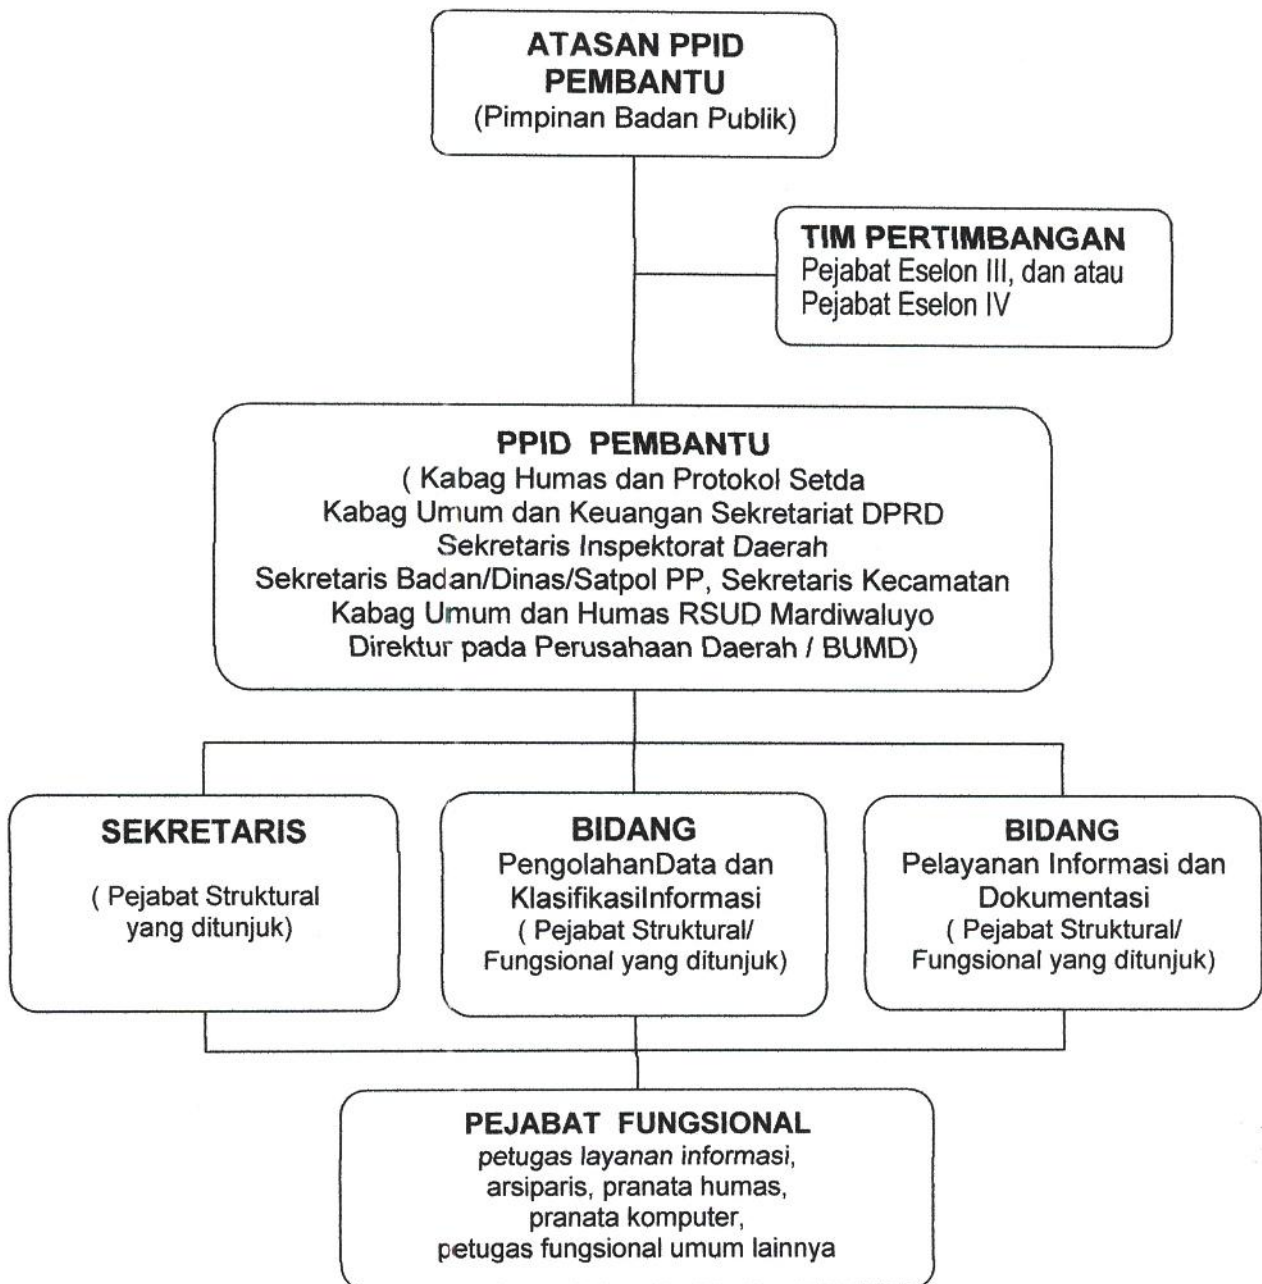 ATASAN PPID
PEMBANTU
(Pimpinan Badan Publik)
TIM PERTIMBANGAN
Pejabat Eselon III, dan atau
Pejabat Eselon IV
PPID PEMBANTU
( Kabag Humas dan Protokol Setda
Kabag Umum dan Keuangan Sekretariat DPRD
Sekretaris Inspektorat Daerah
Sekretaris Badan/Dinas/Satpol PP, Sekretaris Kecamatan
Kabag Umum dan Humas RSUD Mardiwaluyo
Direktur pada Perusahaan Daerah / BUMD)
SEKRETARIS
( Pejabat Struktural
yang ditunjuk)
BIDANG
PengolahanData dan
KlasifikasiInformasi
( Pejabat Struktural/
Fungsional yang ditunjuk)
BIDANG
Pelayanan Informasi dan
Dokumentasi
( Pejabat Struktural/
Fungsional yang ditunjuk)
PEJABAT FUNGSIONAL
petugas layanan informasi,
arsiparis, pranata humas,
pranata komputer,
petugas fungsional umum lainnya